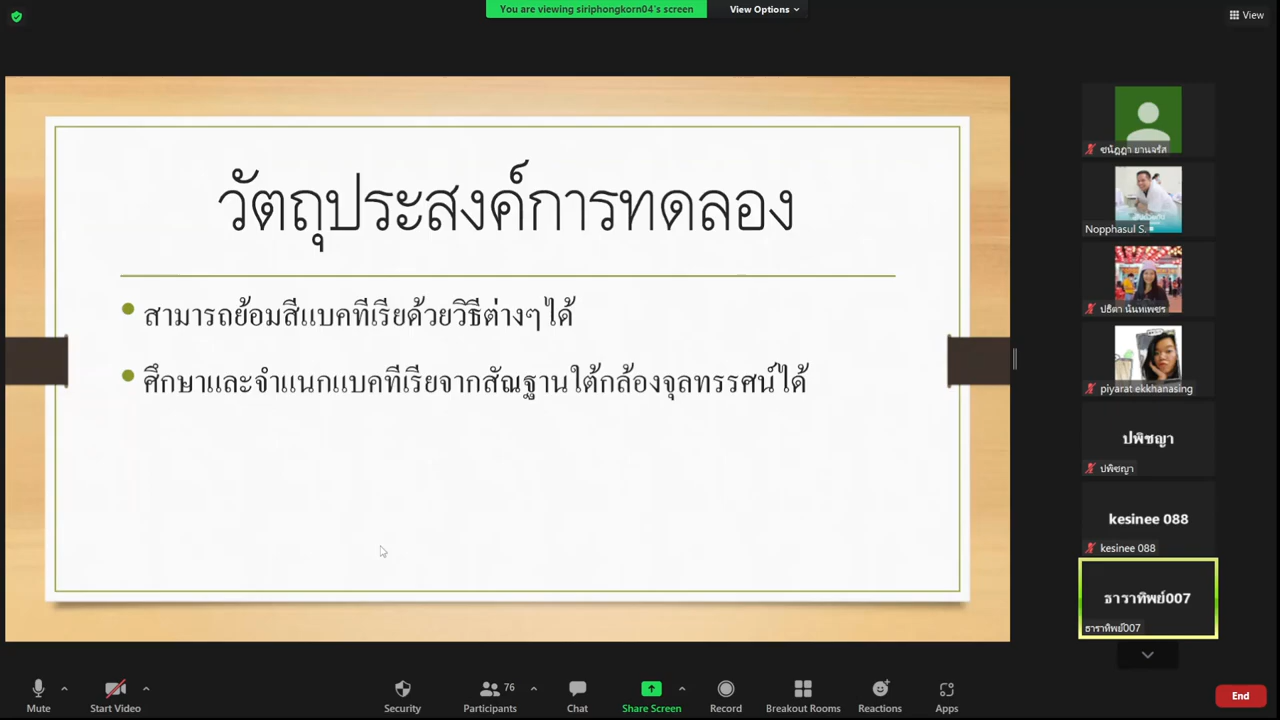 You are viewing siriphongkorn04's screen
View Options
View
วัตถุประสงค์การทดลอง
สามารถย้อมสีแบคทีเรียด้วยวิธีต่างๆได้
ศึกษาและจำแนกแบคทีเรียจากสัณฐานใต้กล้องจุลทรรศน์ได้
ชนัฎฎา ยานจรัส
Nopphasul S.
ปธิตา นันทเพชร
piyarat ekkhanasing
ปพิชญา
ปพิชญา
kesinee 088
kesinee 088
ธาราทิพย์007
ธาราทิพย์007
Mute
Start Video
Security
76
Participants
Chat
Share Screen
Record
Breakout Rooms
Reactions
Apps
End